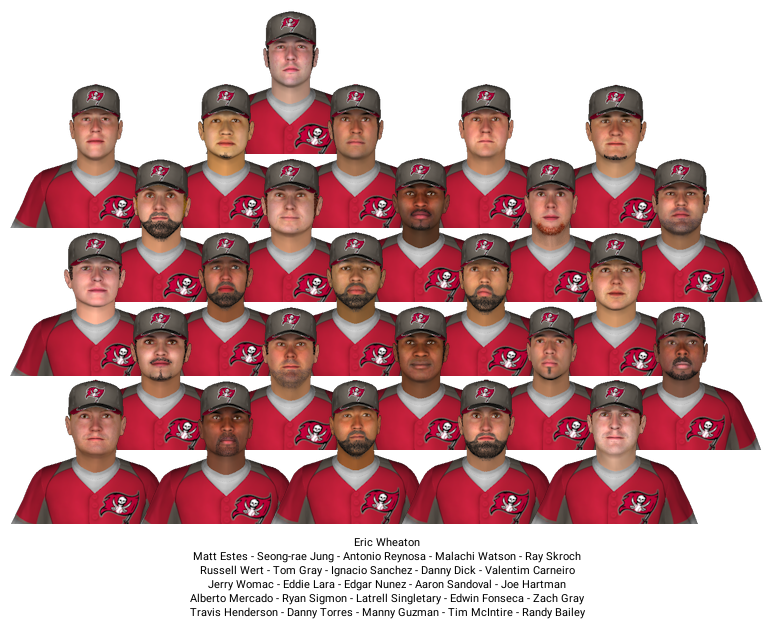 Eric Wheaton
Matt Estes - Seong-rae Jung - Antonio Reynosa - Malachi Watson - Ray Skroch
Russell Wert - Tom Gray - Ignacio Sanchez - Danny Dick - Valentim Carneiro
Jerry Womac - Eddie Lara - Edgar Nunez - Aaron Sandoval - Joe Hartman
Alberto Mercado - Ryan Sigmon - Latrell Singletary - Edwin Fonseca - Zach Gray
Travis Henderson - Danny Torres - Manny Guzman - Tim McIntire - Randy Bailey